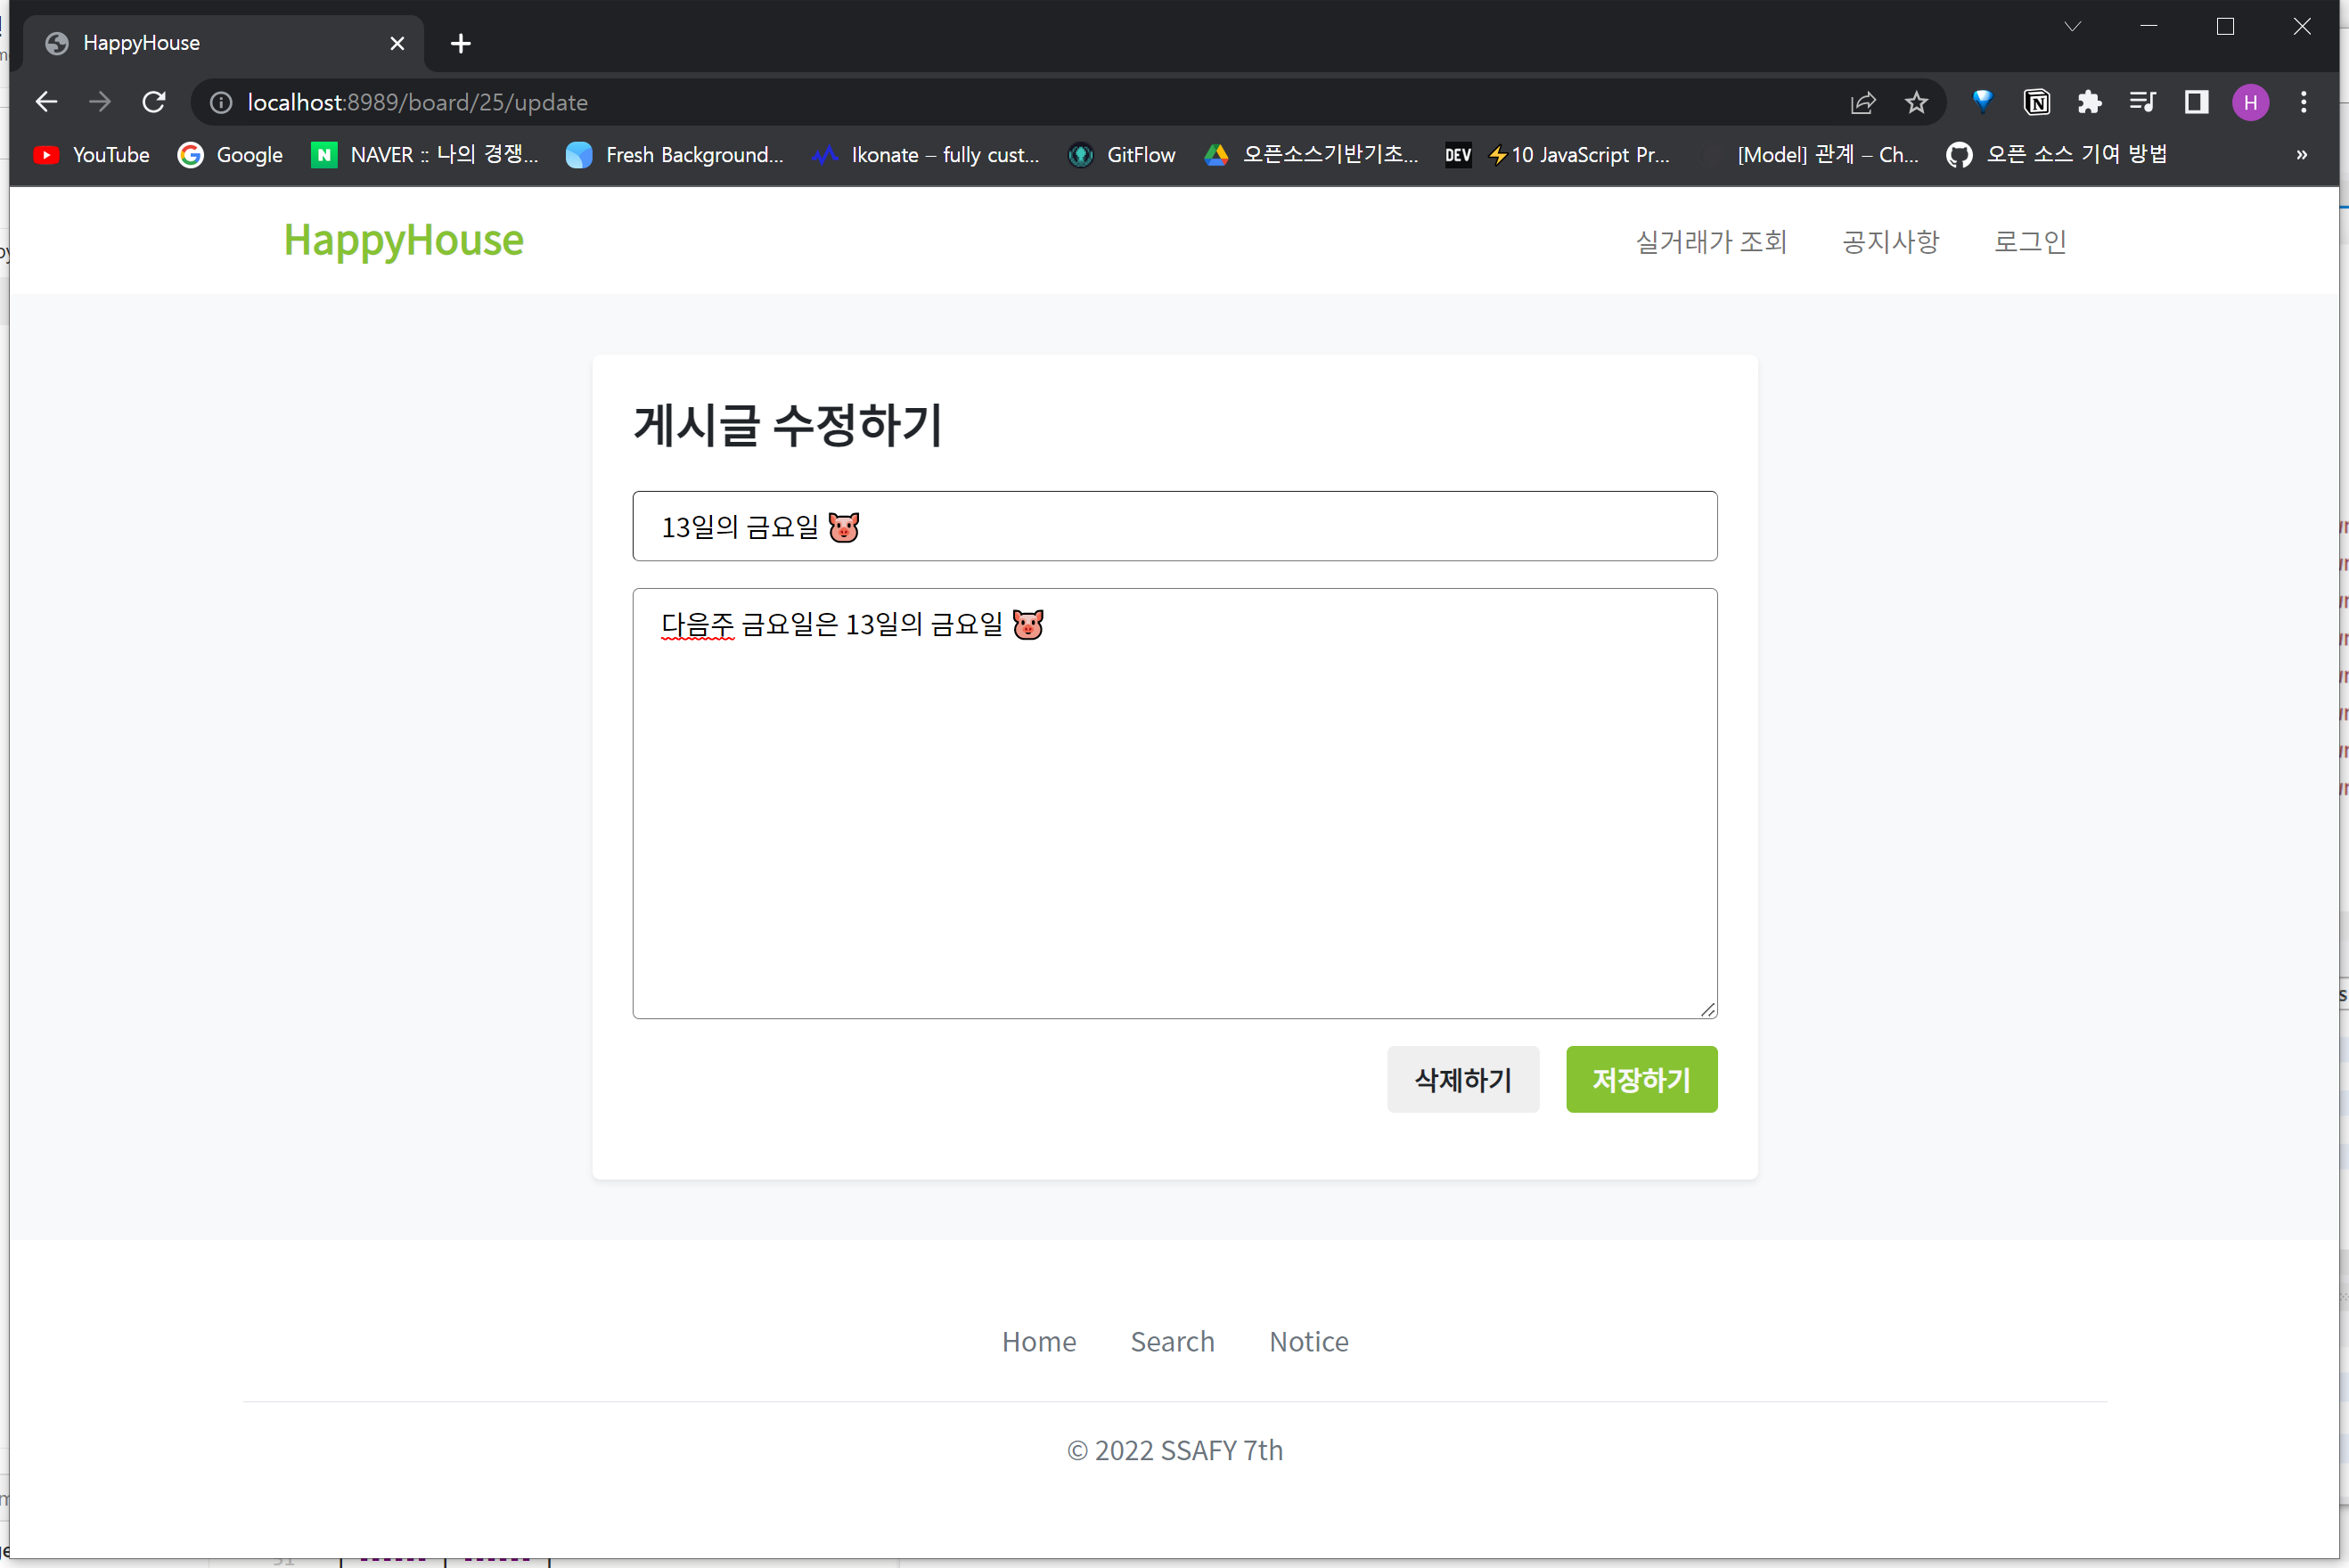 HappyHouse
localhost:8989/board/25/update
YouTube Google NAVER :: 나의 경쟁... Fresh Background... Ikonate – fully cust... GitFlow 오픈소스기반기초... DEV ⚡10 JavaScript Pr... [Model] 관계 – Ch... 오픈 소스 기여 방법 »
HappyHouse 실거래가 조회 공지사항 로그인
게시글 수정하기
13일의 금요일 🐷
다음주 금요일은 13일의 금요일 🐷
삭제하기 저장하기
Home Search Notice
© 2022 SSAFY 7th